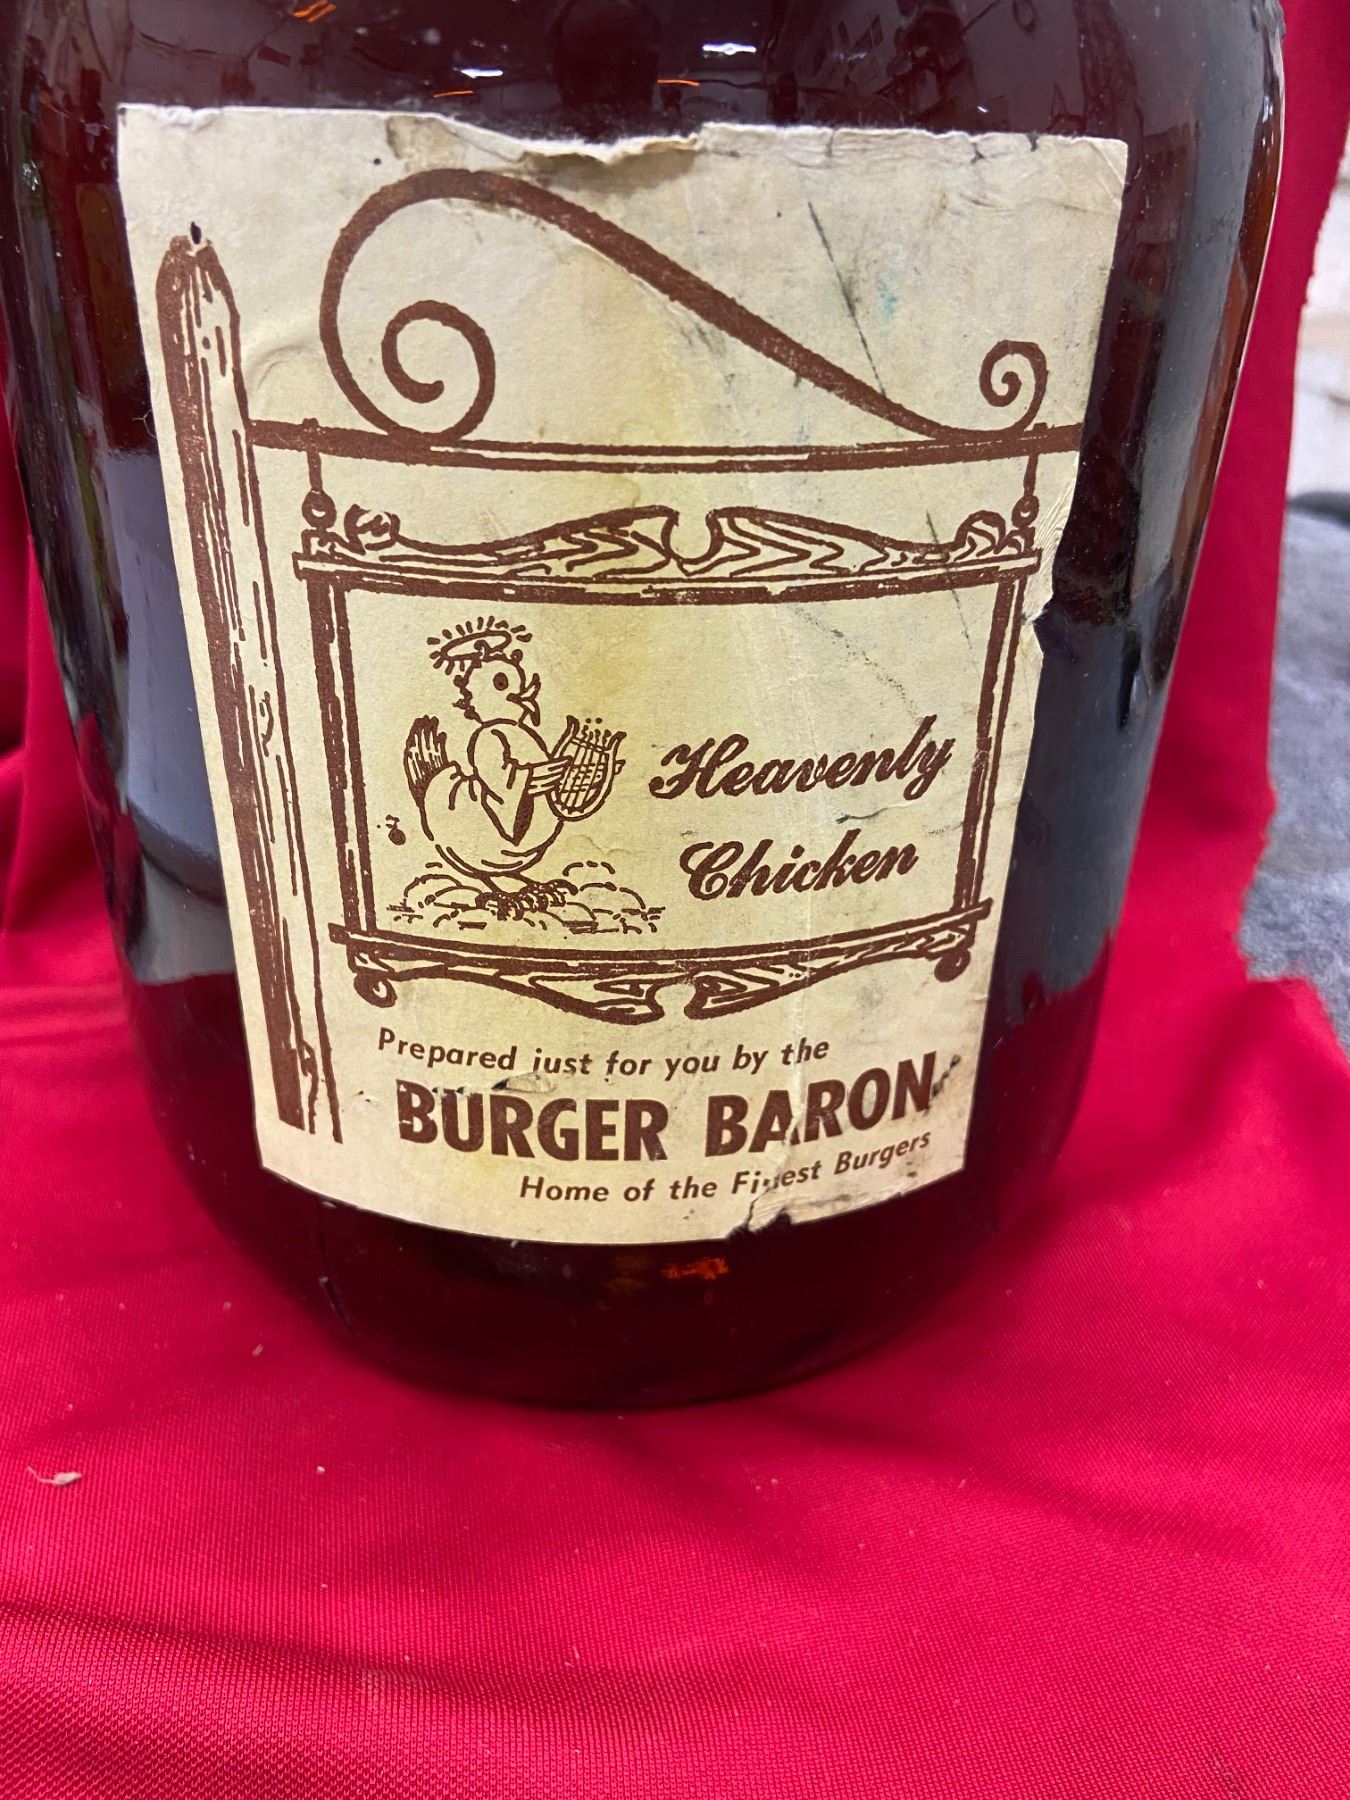 Heavenly
Chicken
Prepared just for you by the
BURGER BARON
Home of the Finest Burgers